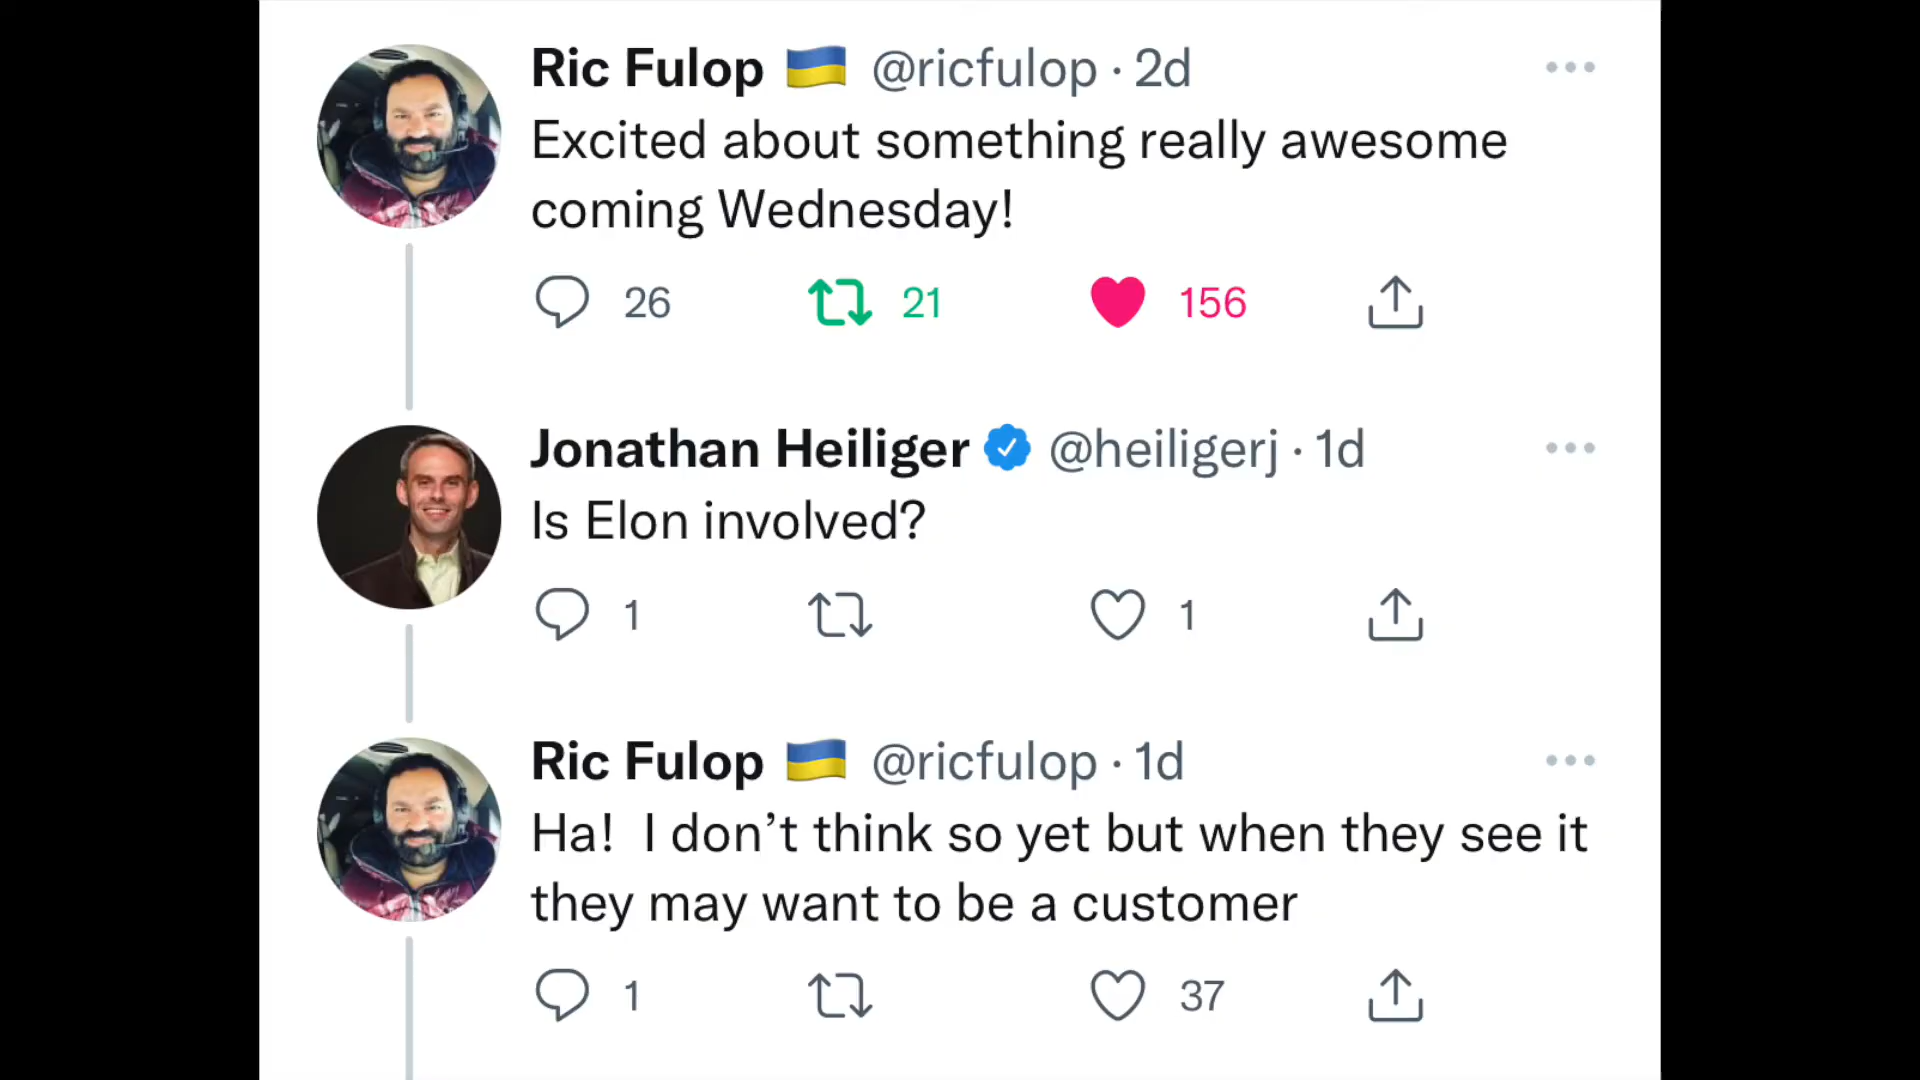 Ric Fulop 🇺🇦 @ricfulop · 2d
Excited about something really awesome
coming Wednesday!
26 21 156
Jonathan Heiliger @heiligerj · 1d
Is Elon involved?
1 1
Ric Fulop 🇺🇦 @ricfulop · 1d
Ha!  I don’t think so yet but when they see it
they may want to be a customer
1 37